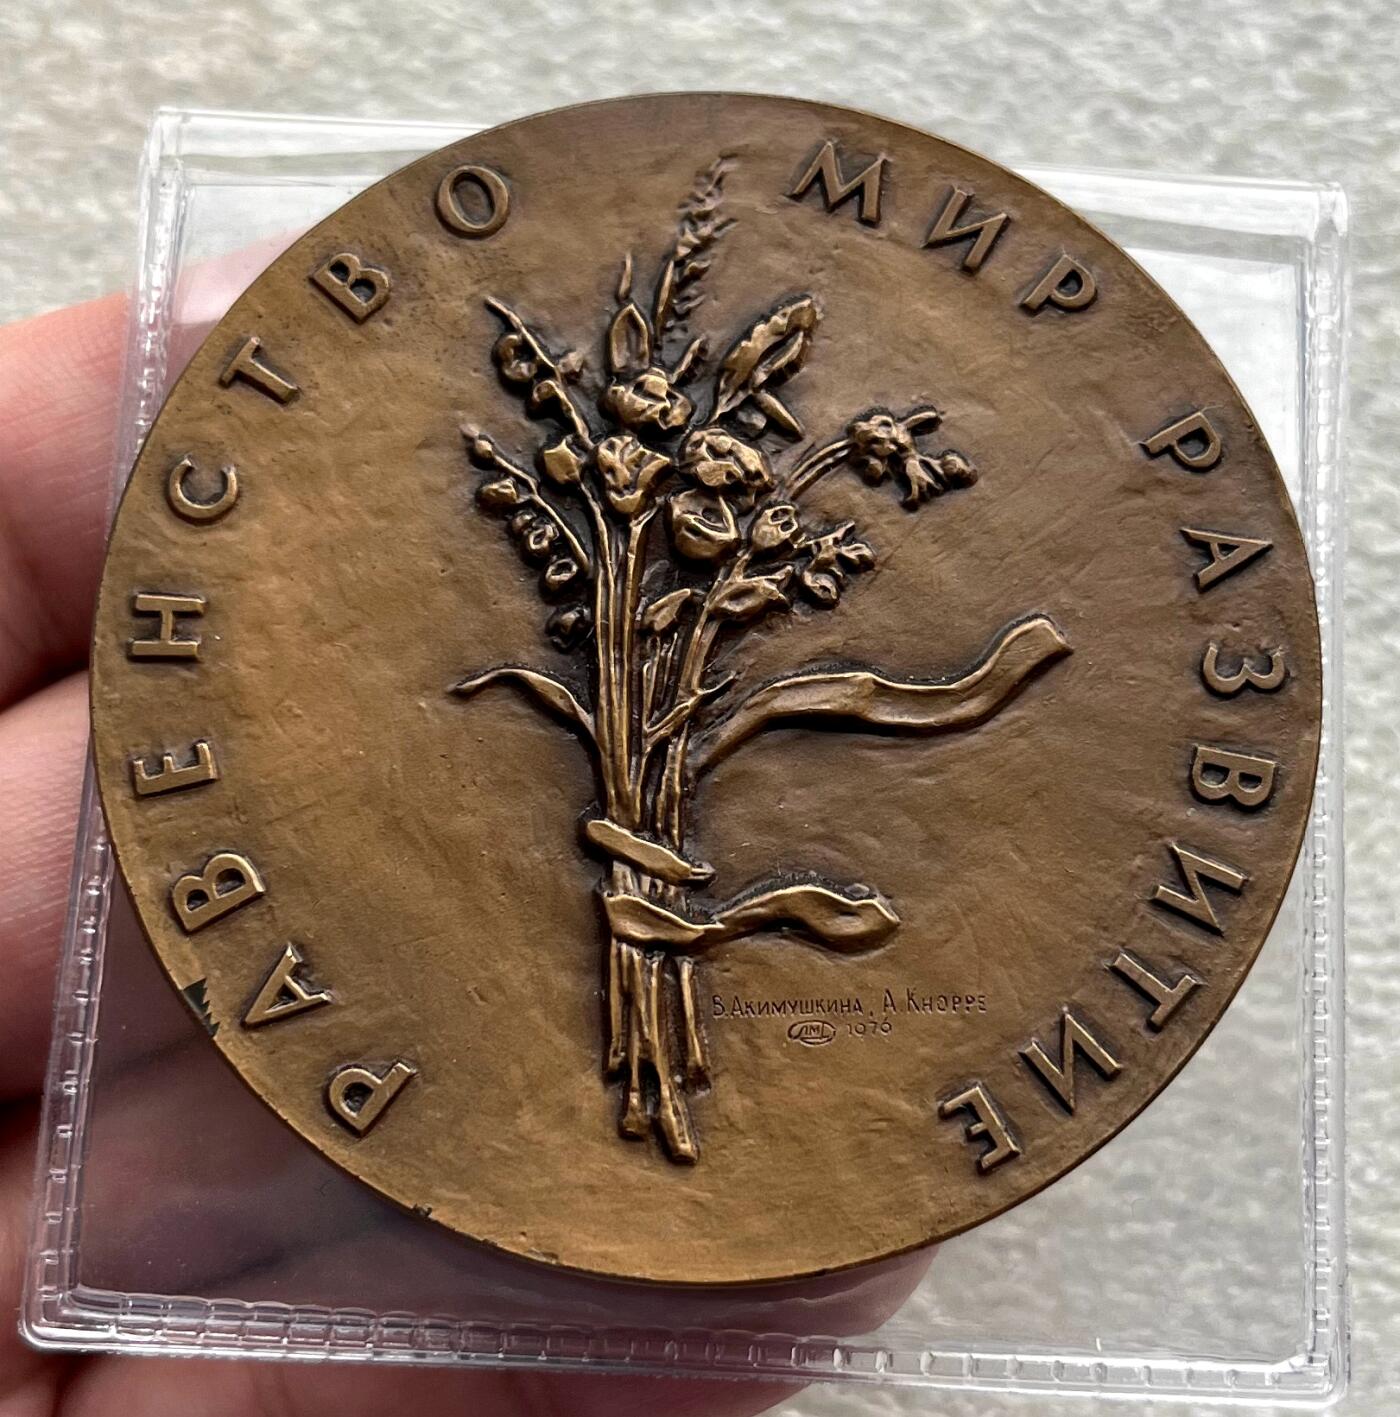 РАВЕНСТВО МИР РАЗВИТИЕ
В. АКИМУШКИНА, А. КНОРРЕ
ЛМД 1976